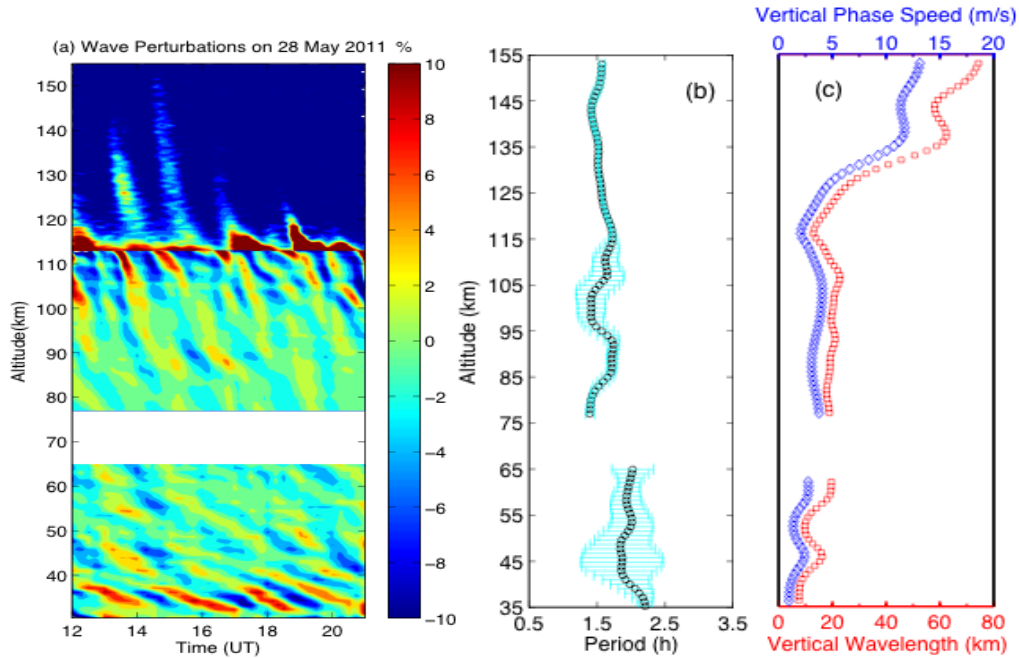 Vertical Phase Speed (m/s)
0 5 10 15 20
(a) Wave Perturbations on 28 May 2011 %
(b)
(c)
Altitude(km)
150
140
130
120
110
100
90
80
70
60
50
40
12 14 16 18 20
Time (UT)
10
8
6
4
2
0
−2
−4
−6
−8
−10
Altitude (km)
155
145
135
125
115
105
95
85
75
65
55
45
35
0.5 1.5 2.5 3.5
Period (h)
0 20 40 60 80
Vertical Wavelength (km)